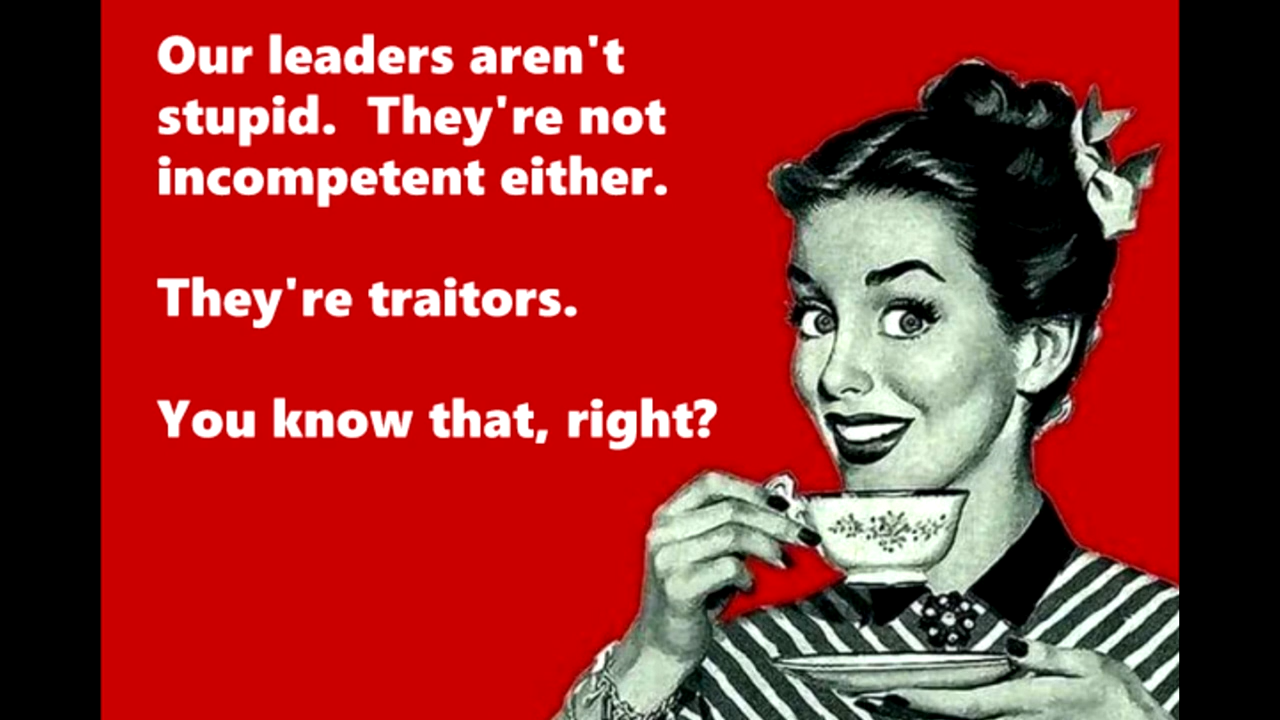 Our leaders aren't
stupid.  They're not
incompetent either.
They're traitors.
You know that, right?